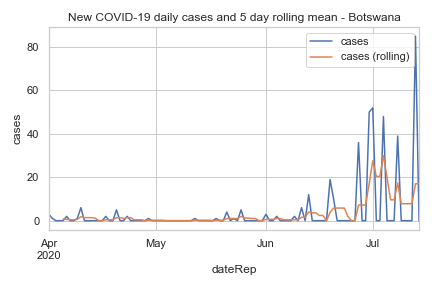 New COVID-19 daily cases and 5 day rolling mean - Botswana
cases
cases (rolling)
80
60
40
20
0
cases
Apr
2020
May
Jun
Jul
dateRep